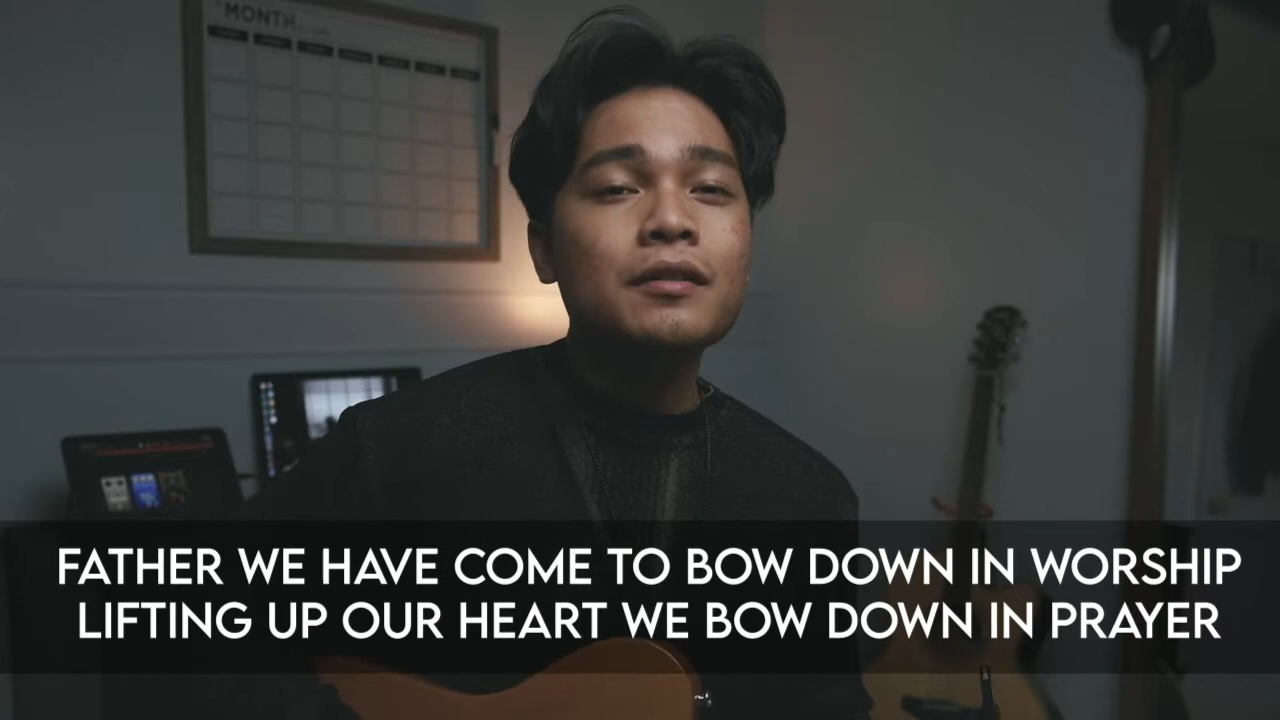 MONTH
FATHER WE HAVE COME TO BOW DOWN IN WORSHIP
LIFTING UP OUR HEART WE BOW DOWN IN PRAYER